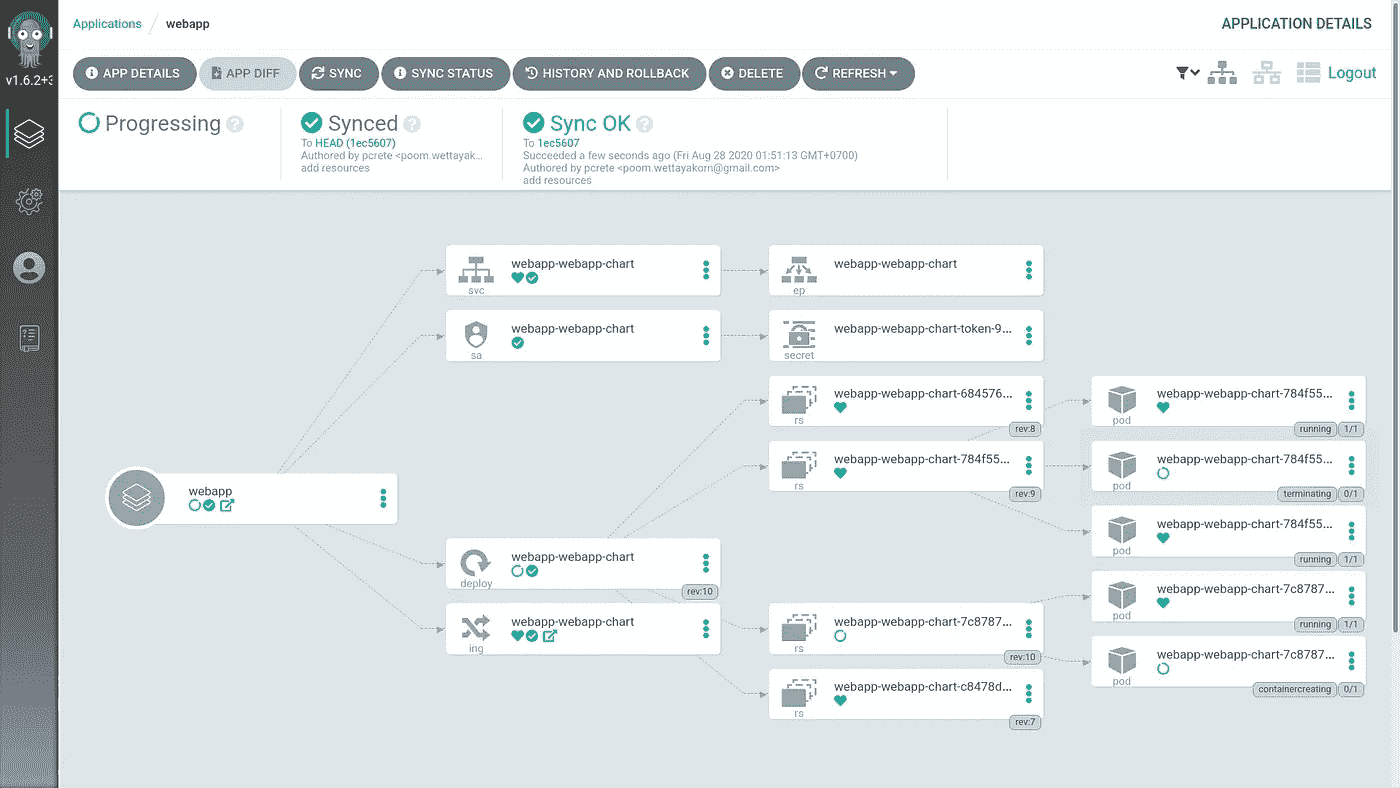 Applications / webapp
APPLICATION DETAILS
v1.6.2+3
APP DETAILS
APP DIFF
SYNC
SYNC STATUS
HISTORY AND ROLLBACK
DELETE
REFRESH
Logout
Progressing
Synced
To HEAD (1ec5607)
Authored by pcrete <poom.wettayak...
add resources
Sync OK
To 1ec5607
Succeeded a few seconds ago (Fri Aug 28 2020 01:51:13 GMT+0700)
Authored by pcrete <poom.wettayakorn@gmail.com>
add resources
webapp
webapp-webapp-chart
svc
webapp-webapp-chart
sa
webapp-webapp-chart
deploy
rev:10
webapp-webapp-chart
ing
webapp-webapp-chart
ep
webapp-webapp-chart-token-9...
secret
webapp-webapp-chart-684576...
rs
rev:8
webapp-webapp-chart-784f55...
rs
rev:9
webapp-webapp-chart-7c8787...
rs
rev:10
webapp-webapp-chart-c8478d...
rs
rev:7
webapp-webapp-chart-784f55...
pod
running 1/1
webapp-webapp-chart-784f55...
pod
terminating 0/1
webapp-webapp-chart-784f55...
pod
running 1/1
webapp-webapp-chart-7c8787...
pod
running 1/1
webapp-webapp-chart-7c8787...
pod
containercreating 0/1